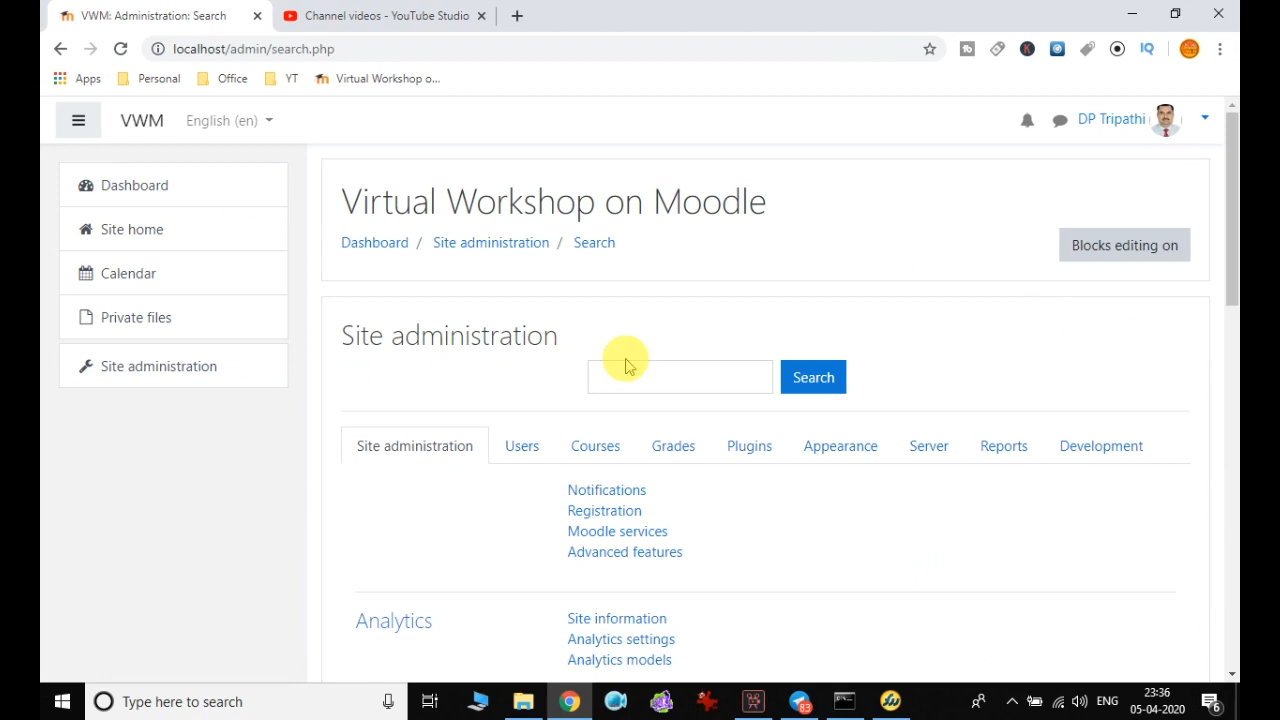 VWM: Administration: Search
Channel videos - YouTube Studio
localhost/admin/search.php
IQ
Apps
Personal
Office
YT
Virtual Workshop o...
VWM
English (en)
DP Tripathi
Dashboard
Site home
Calendar
Private files
Site administration
Virtual Workshop on Moodle
Dashboard / Site administration / Search
Blocks editing on
Site administration
Search
Site administration
Users
Courses
Grades
Plugins
Appearance
Server
Reports
Development
Notifications
Registration
Moodle services
Advanced features
Analytics
Site information
Analytics settings
Analytics models
Type here to search
83
ENG
23:36
05-04-2020
6